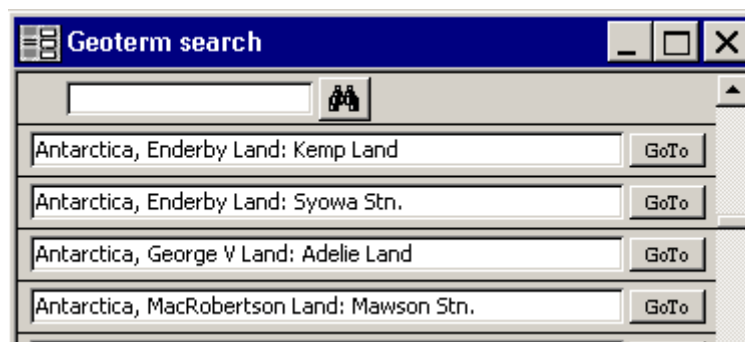 Geoterm search
Antarctica, Enderby Land: Kemp Land GoTo
Antarctica, Enderby Land: Syowa Stn. GoTo
Antarctica, George V Land: Adelie Land GoTo
Antarctica, MacRobertson Land: Mawson Stn. GoTo